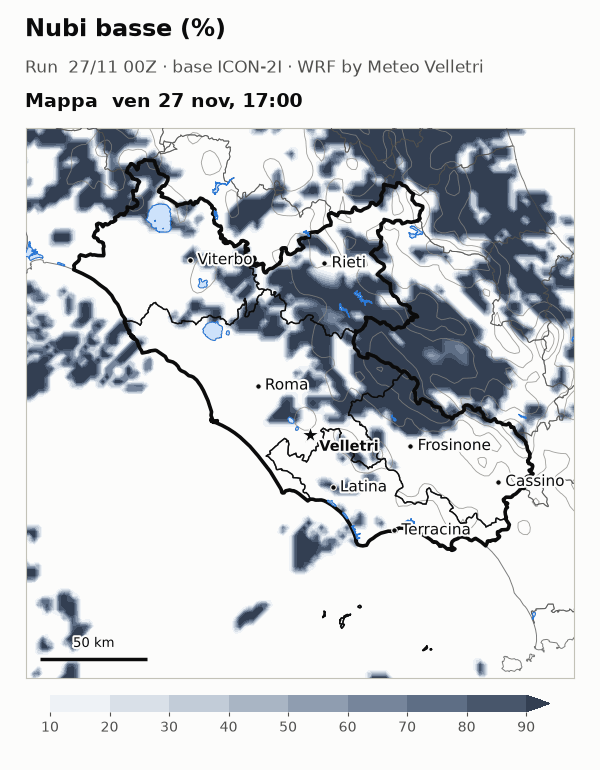 Nubi basse (%)
Run 27/11 00Z · base ICON-2I · WRF by Meteo Velletri
Mappa ven 27 nov, 17:00
Viterbo
Rieti
Roma
Velletri
Frosinone
Latina
Cassino
Terracina
50 km
10 20 30 40 50 60 70 80 90